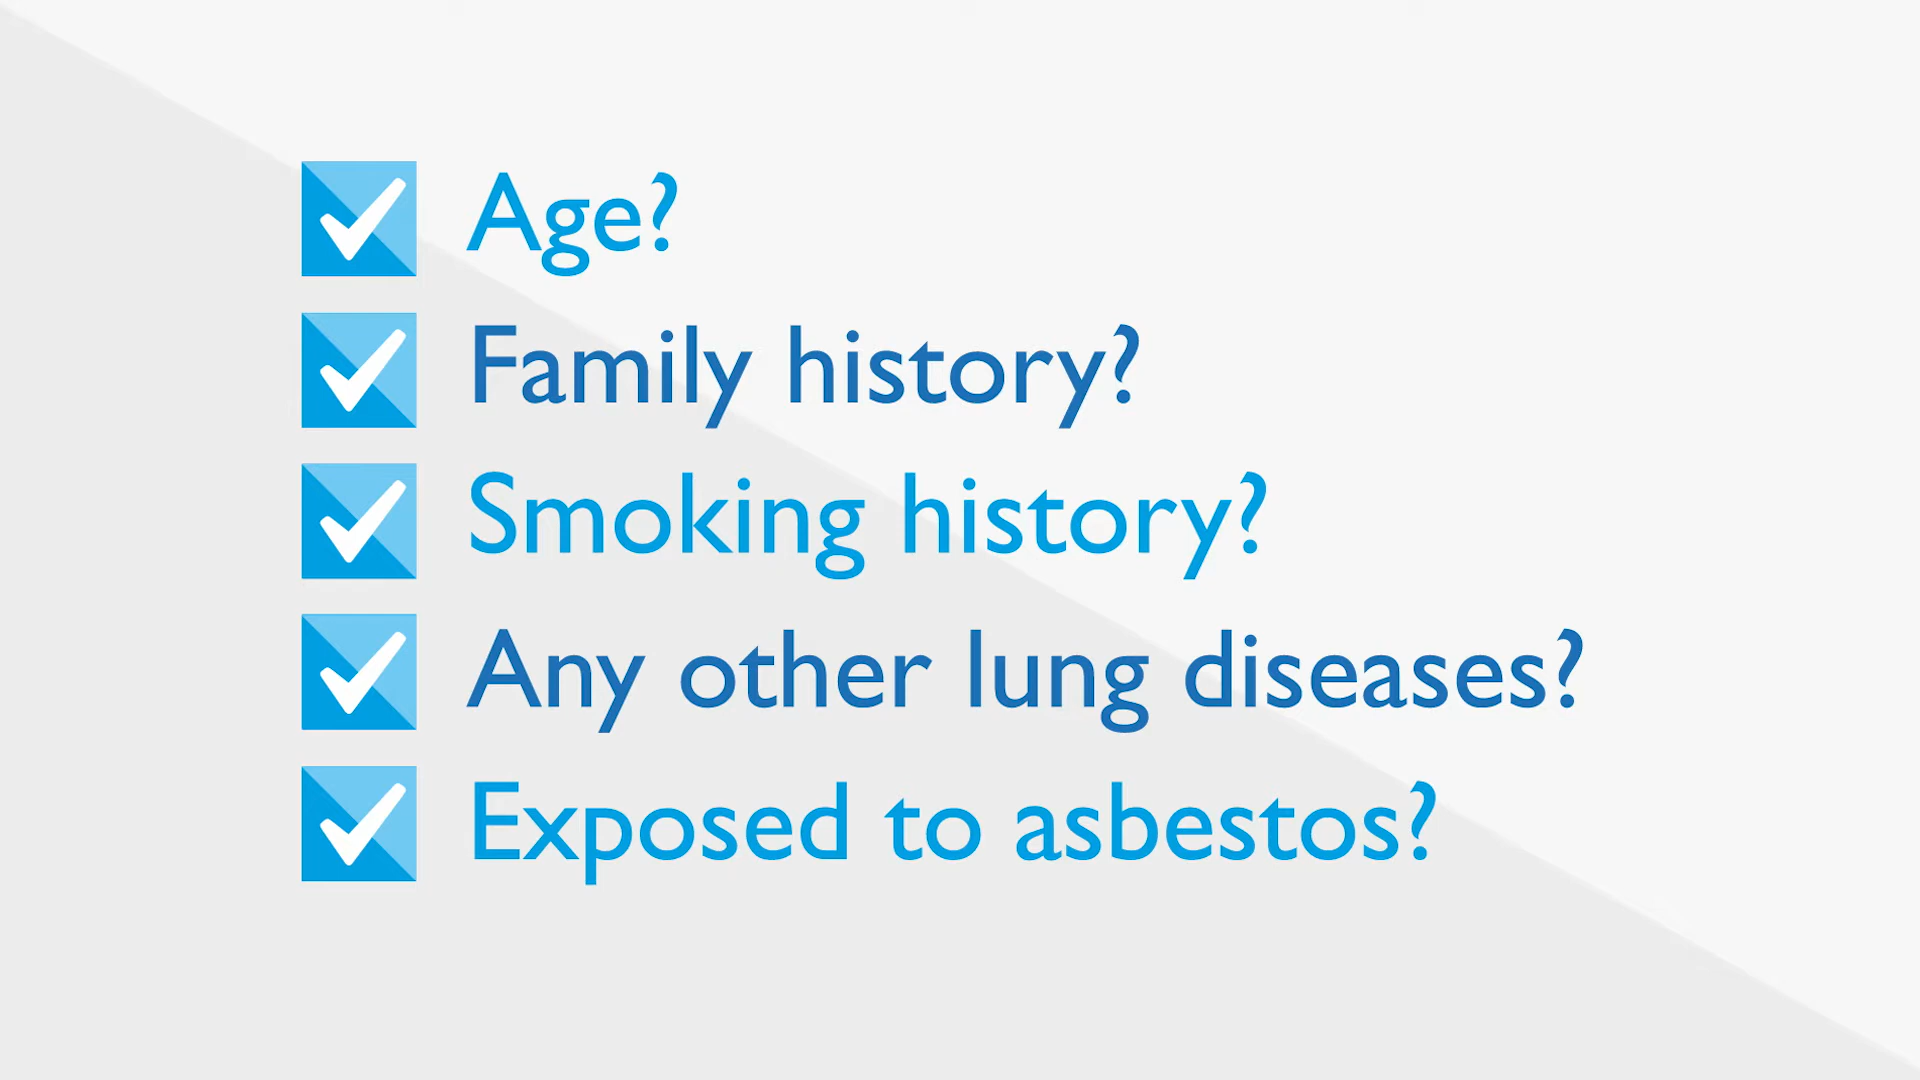 Age?
Family history?
Smoking history?
Any other lung diseases?
Exposed to asbestos?